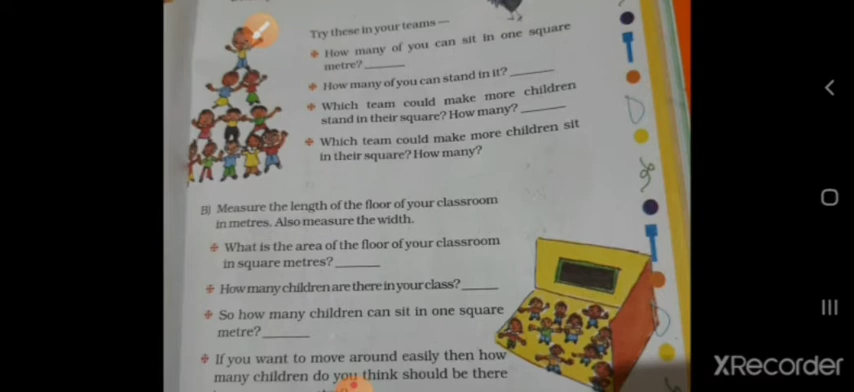 Try these in your teams —
How many of you can sit in one square
metre? ______
How many of you can stand in it? ______
Which team could make more children
stand in their square? How many? ______
Which team could make more children sit
in their square? How many?
B) Measure the length of the floor of your classroom
in metres. Also measure the width.
What is the area of the floor of your classroom
in square metres? ______
How many children are there in your class? ______
So how many children can sit in one square
metre? ______
If you want to move around easily then how
many children do you think should be there
XRecorder